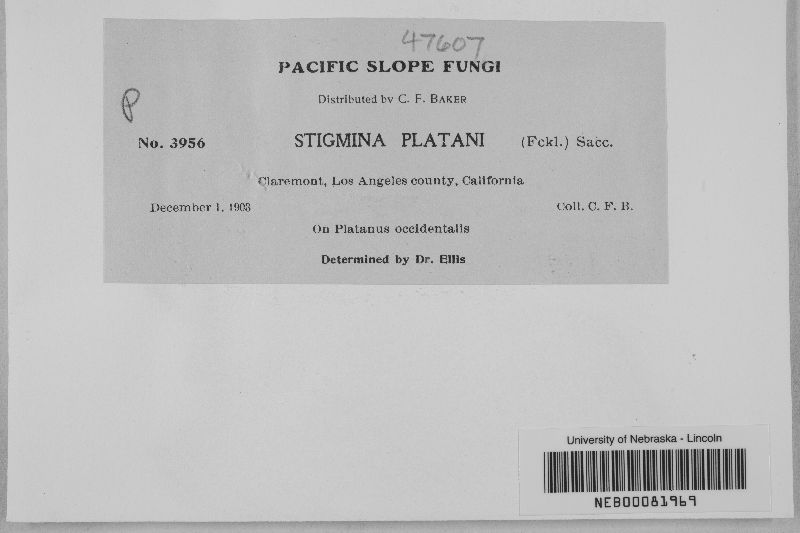 47607
PACIFIC SLOPE FUNGI
Distributed by C. F. BAKER
P
No. 3956 STIGMINA PLATANI (Fckl.) Sacc.
Claremont, Los Angeles county, California
December 1, 1903 Coll. C. F. B.
On Platanus occidentalis
Determined by Dr. Ellis
University of Nebraska - Lincoln
NEB00081969